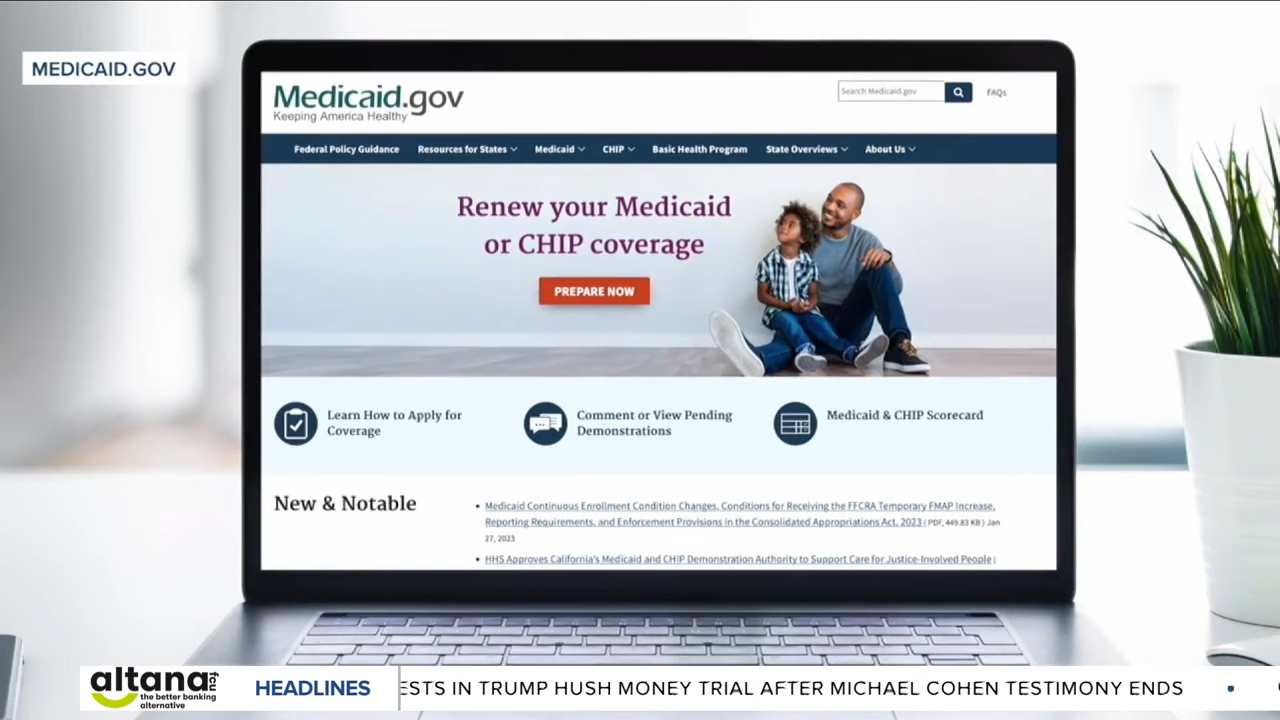 MEDICAID.GOV
Medicaid.gov
Keeping America Healthy
Search Medicaid.gov
FAQs
Federal Policy Guidance Resources for States Medicaid CHIP Basic Health Program State Overviews About Us
Renew your Medicaid
or CHIP coverage
PREPARE NOW
Learn How to Apply for
Coverage
Comment or View Pending
Demonstrations
Medicaid & CHIP Scorecard
New & Notable
• Medicaid Continuous Enrollment Condition Changes, Conditions for Receiving the FFCRA Temporary FMAP Increase,
Reporting Requirements, and Enforcement Provisions in the Consolidated Appropriations Act, 2023 ( PDF, 449.83 KB ) Jan
27, 2023
• HHS Approves California's Medicaid and CHIP Demonstration Authority to Support Care for Justice-Involved People (
altana fcu
the better banking
alternative
HEADLINES
ESTS IN TRUMP HUSH MONEY TRIAL AFTER MICHAEL COHEN TESTIMONY ENDS •